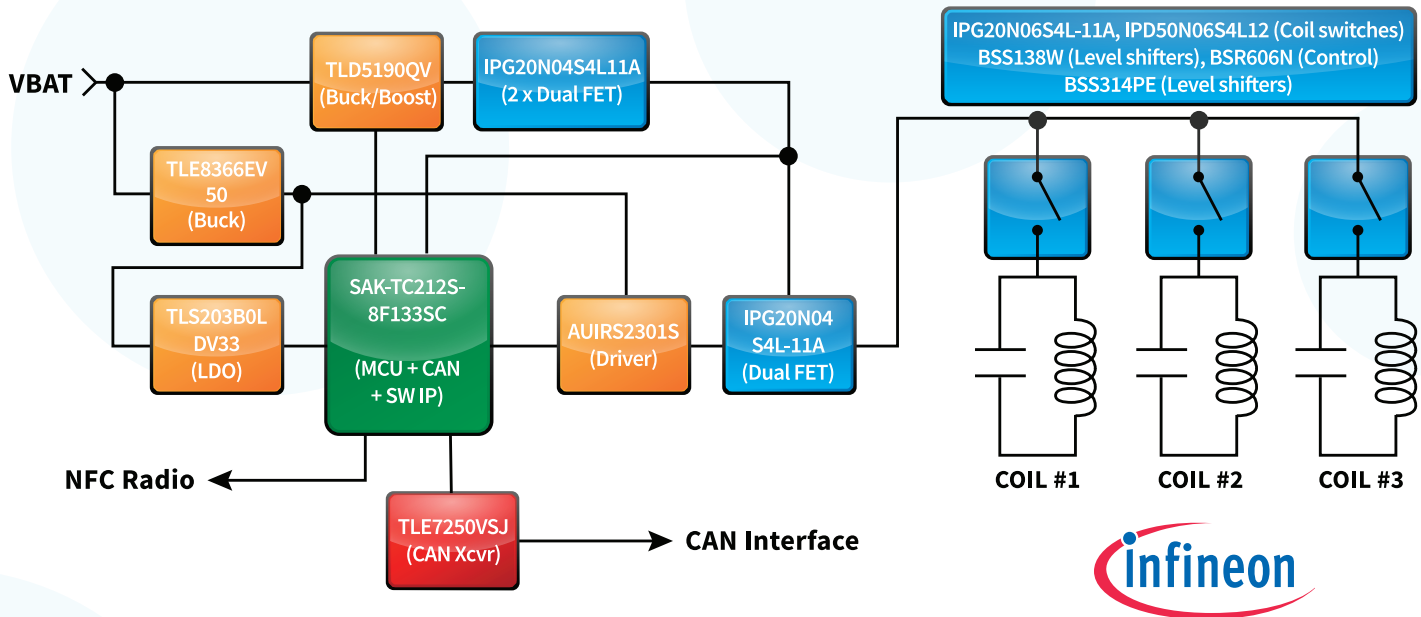 VBAT
TLD5190QV
(Buck/Boost)
IPG20N04S4L11A
(2 x Dual FET)
IPG20N06S4L-11A, IPD50N06S4L12 (Coil switches)
BSS138W (Level shifters), BSR606N (Control)
BSS314PE (Level shifters)
TLE8366EV
50
(Buck)
TLS203B0L
DV33
(LDO)
SAK-TC212S-
8F133SC
(MCU + CAN
+ SW IP)
AUIRS2301S
(Driver)
IPG20N04
S4L-11A
(Dual FET)
NFC Radio
TLE7250VSJ
(CAN Xcvr)
CAN Interface
COIL #1
COIL #2
COIL #3
infineon